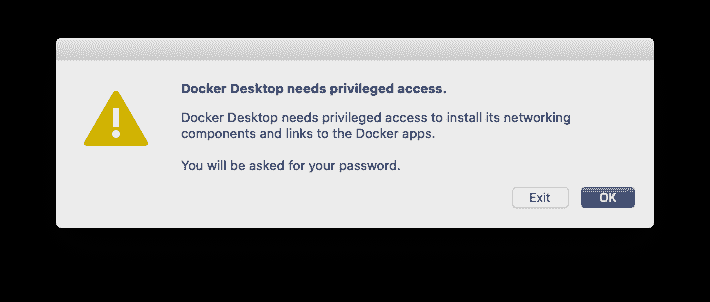 Docker Desktop needs privileged access.
Docker Desktop needs privileged access to install its networking
components and links to the Docker apps.
You will be asked for your password.
Exit
OK